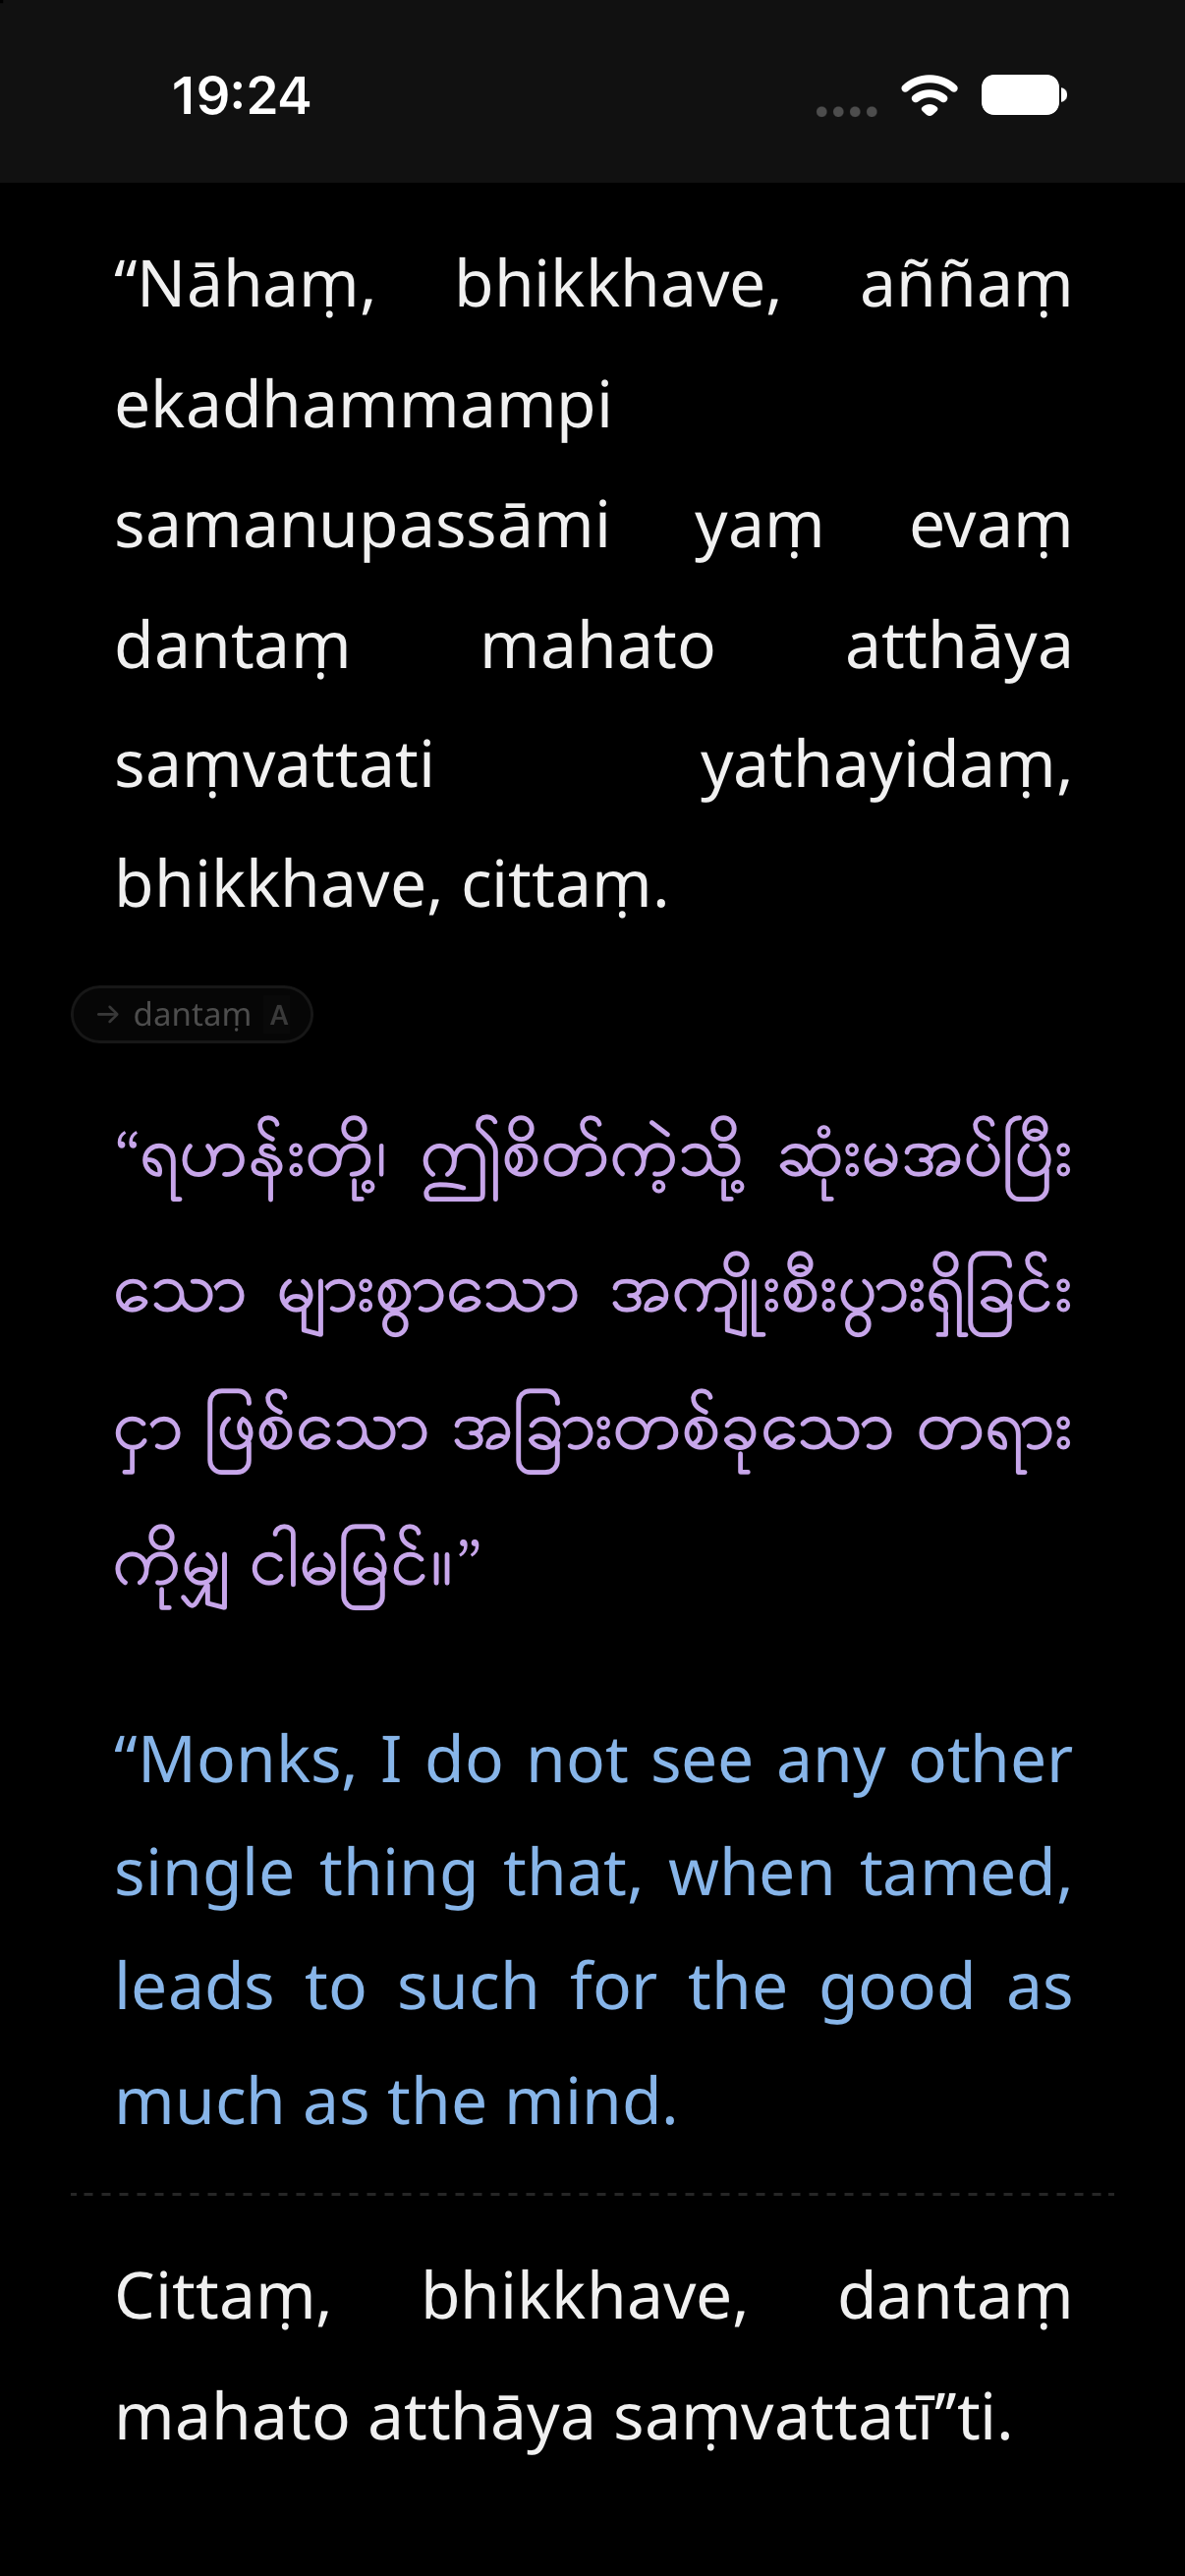 19:24
“Nāhaṃ, bhikkhave, aññaṃ
ekadhammampi
samanupassāmi yaṃ evaṃ
dantaṃ mahato atthāya
saṃvattati yathayidaṃ,
bhikkhave, cittaṃ.
→ dantaṃ A
“ရဟန်းတို့၊ ဤစိတ်ကဲ့သို့ ဆုံးမအပ်ပြီး
သော များစွာသော အကျိုးစီးပွားရှိခြင်း
ငှာ ဖြစ်သော အခြားတစ်ခုသော တရား
ကိုမျှ ငါမမြင်။”
“Monks, I do not see any other
single thing that, when tamed,
leads to such for the good as
much as the mind.
Cittaṃ, bhikkhave, dantaṃ
mahato atthāya saṃvattatī”ti.